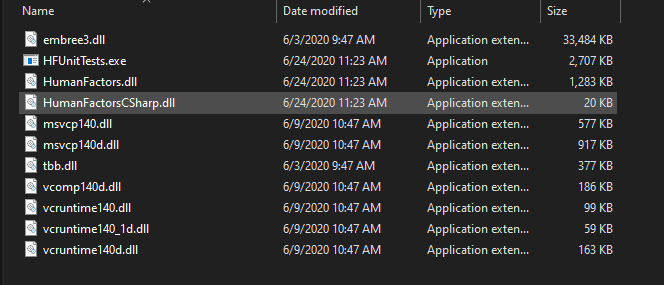 Name Date modified Type Size
embree3.dll 6/3/2020 9:47 AM Application exten... 33,484 KB
HFUnitTests.exe 6/24/2020 11:23 AM Application 2,707 KB
HumanFactors.dll 6/24/2020 11:23 AM Application exten... 1,283 KB
HumanFactorsCSharp.dll 6/24/2020 11:23 AM Application exten... 20 KB
msvcp140.dll 6/9/2020 10:47 AM Application exten... 577 KB
msvcp140d.dll 6/9/2020 10:47 AM Application exten... 917 KB
tbb.dll 6/3/2020 9:47 AM Application exten... 377 KB
vcomp140d.dll 6/9/2020 10:47 AM Application exten... 186 KB
vcruntime140.dll 6/9/2020 10:47 AM Application exten... 99 KB
vcruntime140_1d.dll 6/9/2020 10:47 AM Application exten... 59 KB
vcruntime140d.dll 6/9/2020 10:47 AM Application exten... 163 KB